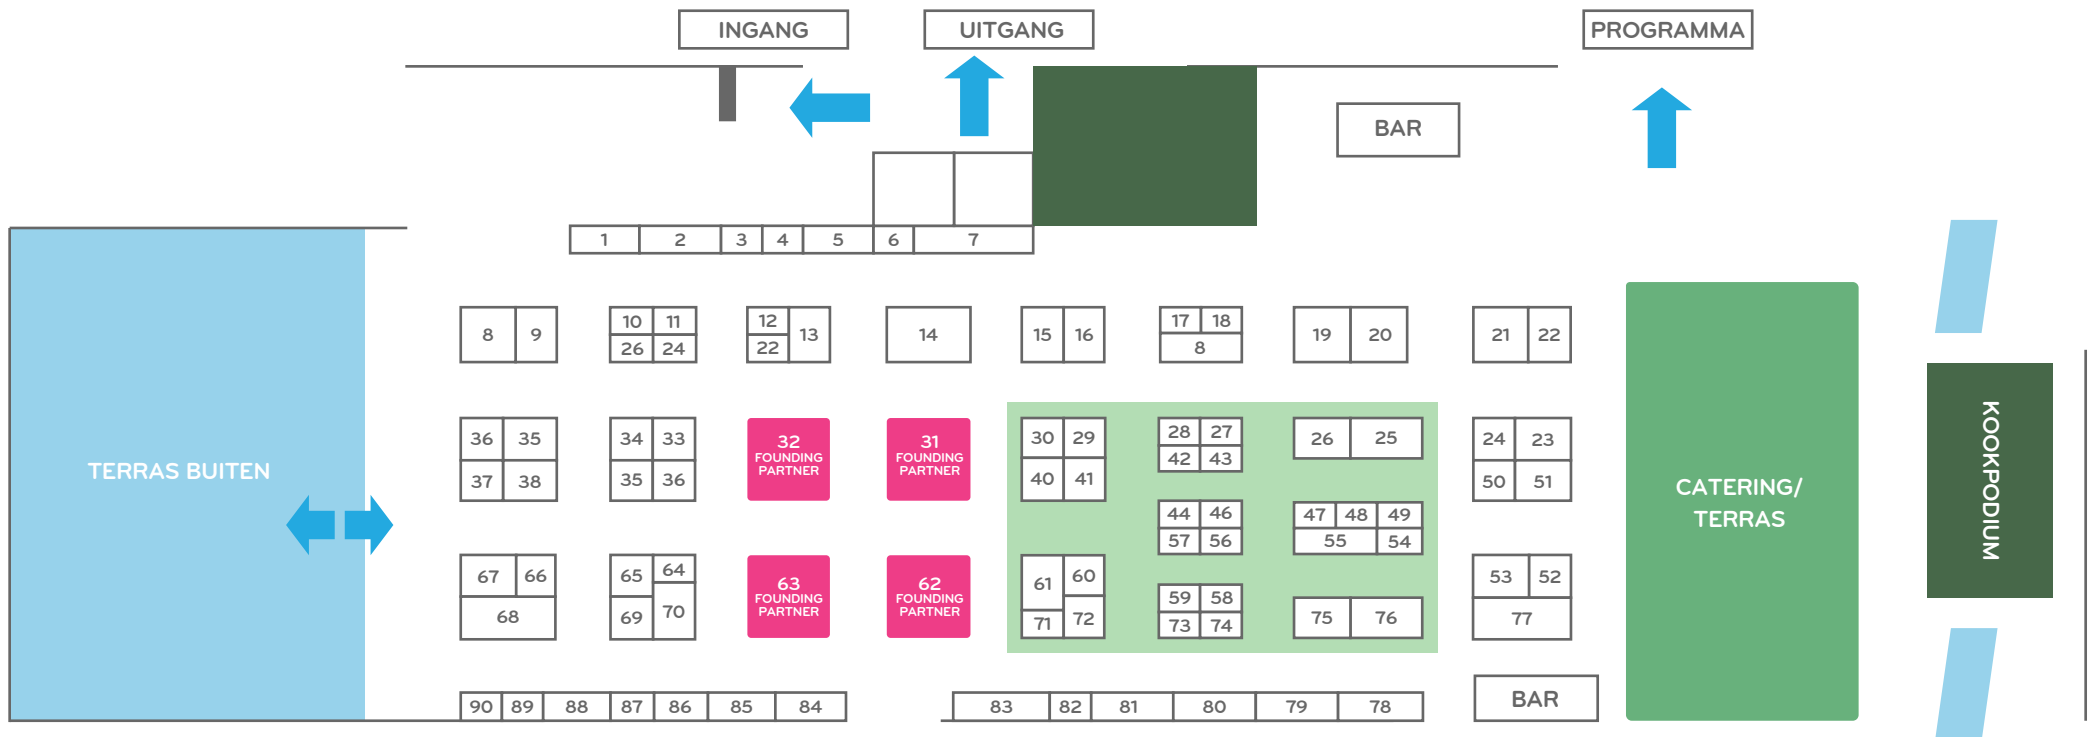 INGANG
UITGANG
PROGRAMMA
BAR
1 2 3 4 5 6 7
8 9
10 11
26 24
12 13
22
14
15 16
17 18
8
19 20
21 22
TERRAS BUITEN
36 35
37 38
34 33
35 36
32
FOUNDING
PARTNER
31
FOUNDING
PARTNER
30 29
40 41
28 27
42 43
26 25
24 23
50 51
44 46
57 56
47 48 49
55 54
CATERING/
TERRAS
KOOKPODIUM
67 66
68
65 64
69 70
63
FOUNDING
PARTNER
62
FOUNDING
PARTNER
61 60
71 72
59 58
73 74
75 76
53 52
77
90 89 88 87 86 85 84
83 82 81 80 79 78
BAR